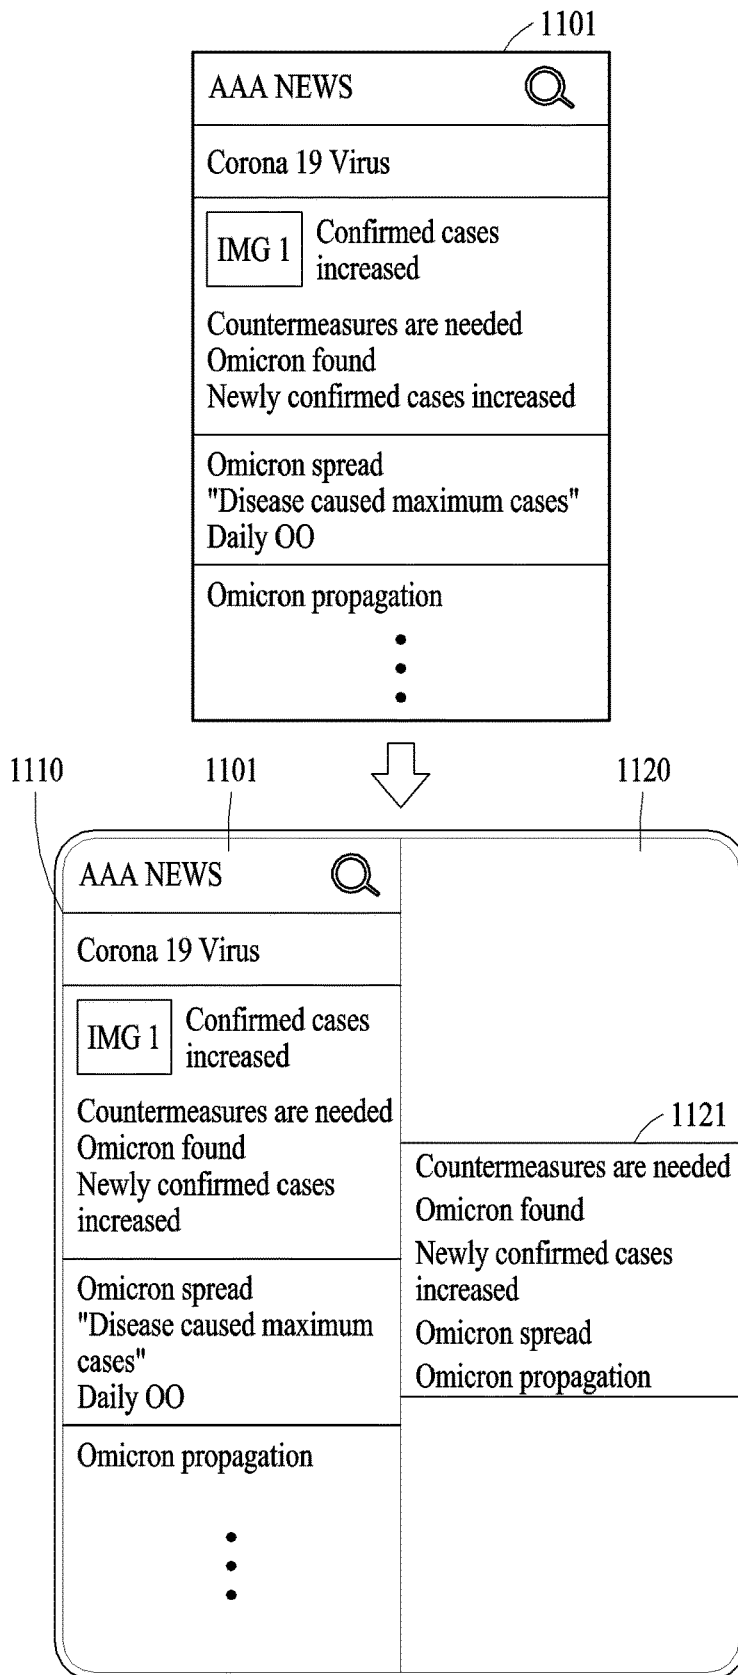 1101
AAA NEWS
Corona 19 Virus
IMG 1
Confirmed cases
increased
Countermeasures are needed
Omicron found
Newly confirmed cases increased
Omicron spread
"Disease caused maximum cases"
Daily OO
Omicron propagation
1110
1101
1120
AAA NEWS
Corona 19 Virus
IMG 1
Confirmed cases
increased
Countermeasures are needed
Omicron found
Newly confirmed cases
increased
Omicron spread
"Disease caused maximum
cases"
Daily OO
Omicron propagation
1121
Countermeasures are needed
Omicron found
Newly confirmed cases
increased
Omicron spread
Omicron propagation